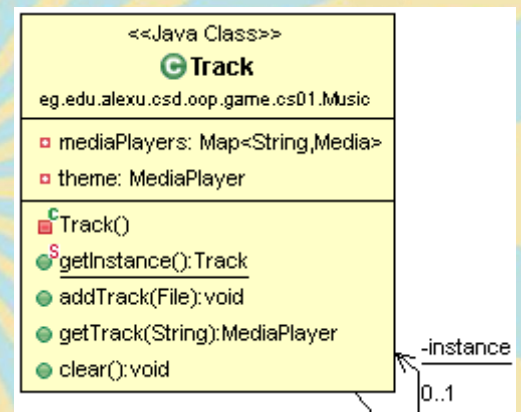 <<Java Class>>
Track
eg.edu.alexu.csd.oop.game.cs01.Music
mediaPlayers: Map<String,Media>
theme: MediaPlayer
Track()
getInstance():Track
addTrack(File):void
getTrack(String):MediaPlayer
clear():void
-instance
0..1